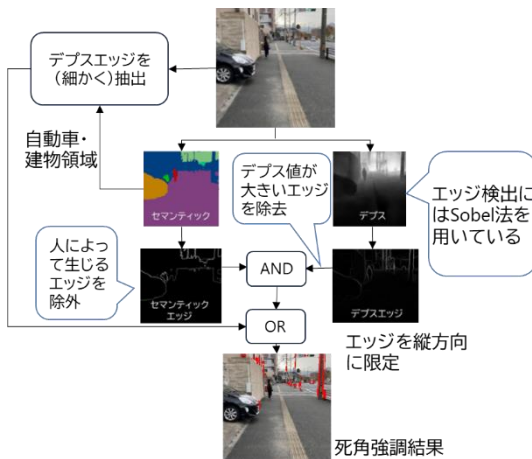 デプスエッジを
(細かく)抽出
自動車・
建物領域
セマンティック
デプス値が
大きいエッジ
を除去
デプス
エッジ検出に
はSobel法を
用いている
人によっ
て生じる
エッジを
除外
セマンティック
エッジ
AND
デプスエッジ
OR
エッジを縦方向
に限定
死角強調結果